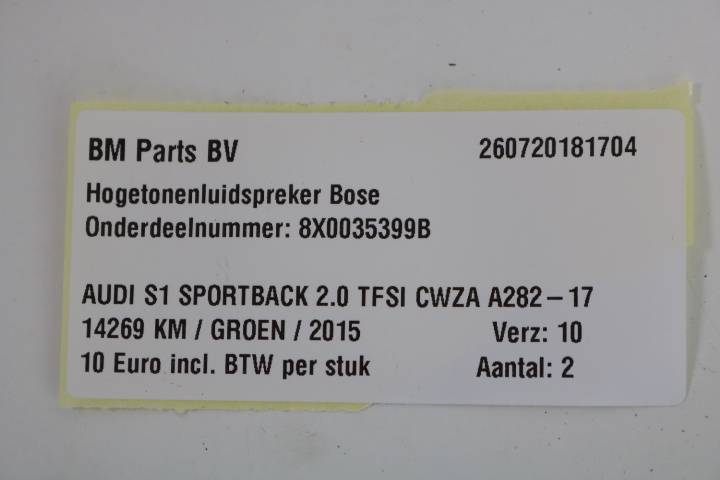 BM Parts BV 260720181704
Hogetonenluidspreker Bose
Onderdeelnummer: 8X0035399B
AUDI S1 SPORTBACK 2.0 TFSI CWZA A282-17
14269 KM / GROEN / 2015 Verz: 10
10 Euro incl. BTW per stuk Aantal: 2